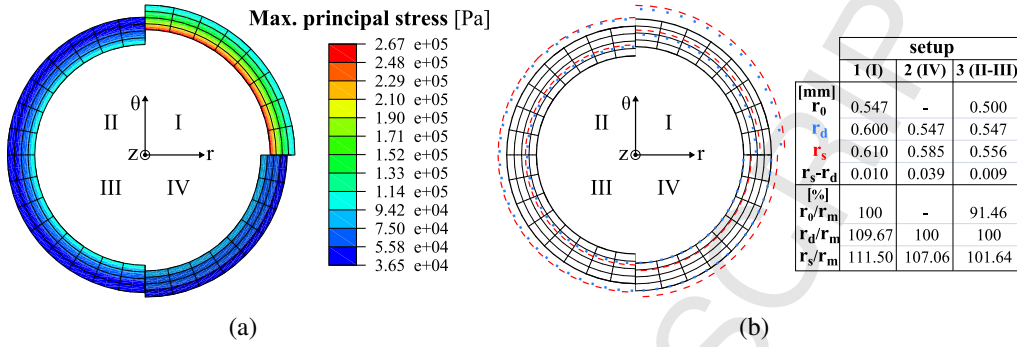 Max. principal stress [Pa]
2.67 e+05
2.48 e+05
2.29 e+05
2.10 e+05
1.90 e+05
1.71 e+05
1.52 e+05
1.33 e+05
1.14 e+05
9.42 e+04
7.50 e+04
5.58 e+04
3.65 e+04
θ
II I
z r
III IV
(a)
θ
II I
z r
III IV
(b)
setup
1 (I) 2 (IV) 3 (II-III)
[mm]
r0 0.547 - 0.500
rd 0.600 0.547 0.547
rs 0.610 0.585 0.556
rs-rd 0.010 0.039 0.009
[%]
r0/rm 100 - 91.46
rd/rm 109.67 100 100
rs/rm 111.50 107.06 101.64
SCRIP